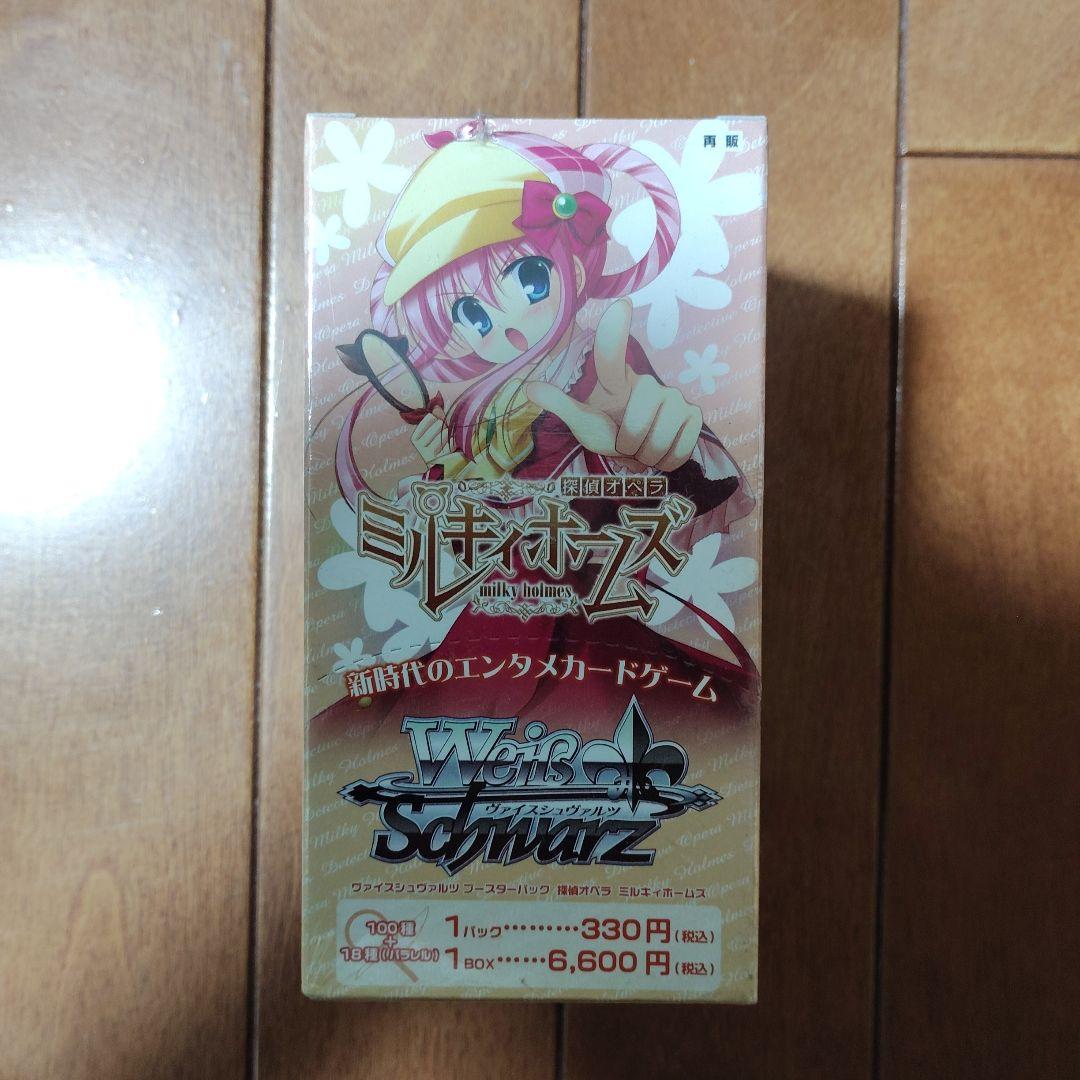 再販
探偵オペラ
ミルキィホームズ
milky holmes
新時代のエンタメカードゲーム
Weiß
ヴァイスシュヴァルツ
Schwarz
ヴァイスシュヴァルツ ブースターパック 探偵オペラ ミルキィホームズ
100種
+
18種(パラレル)
1パック………330円(税込)
1BOX……6,600円(税込)